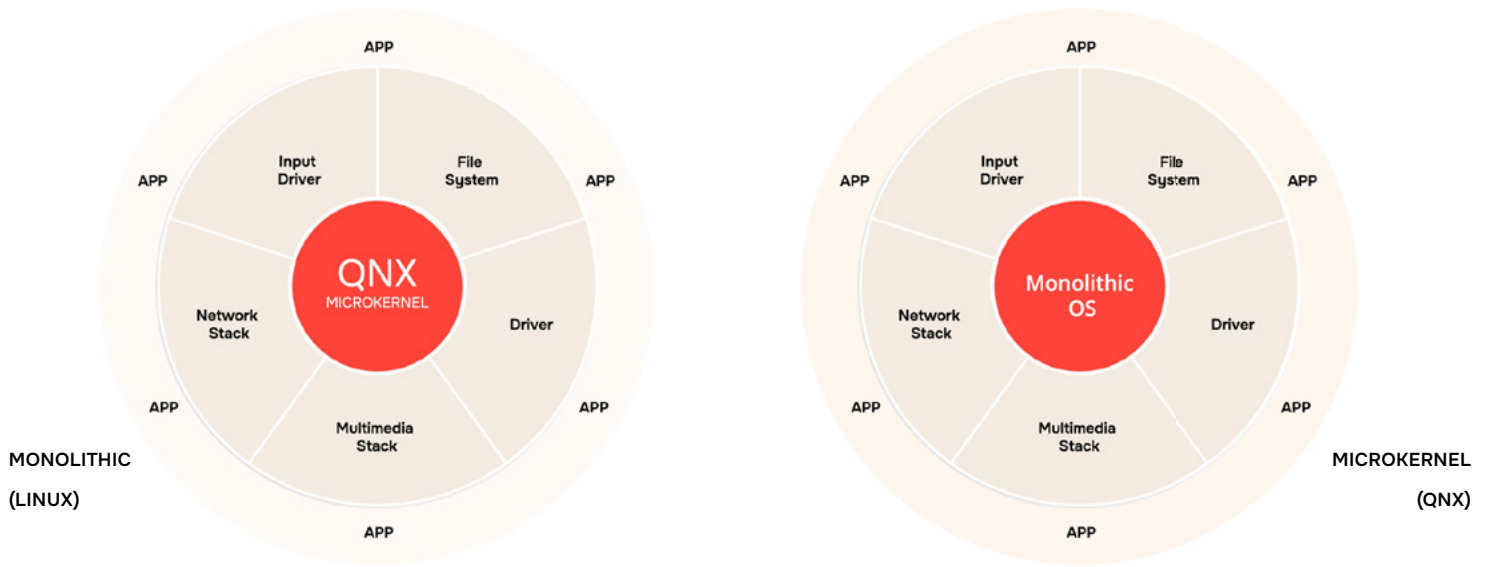 APP
Input
Driver
File
System
APP
APP
QNX
MICROKERNEL
Network
Stack
Driver
APP
APP
Multimedia
Stack
APP
MONOLITHIC
(LINUX)
APP
Input
Driver
File
System
APP
APP
Monolithic
OS
Network
Stack
Driver
APP
APP
Multimedia
Stack
APP
MICROKERNEL
(QNX)